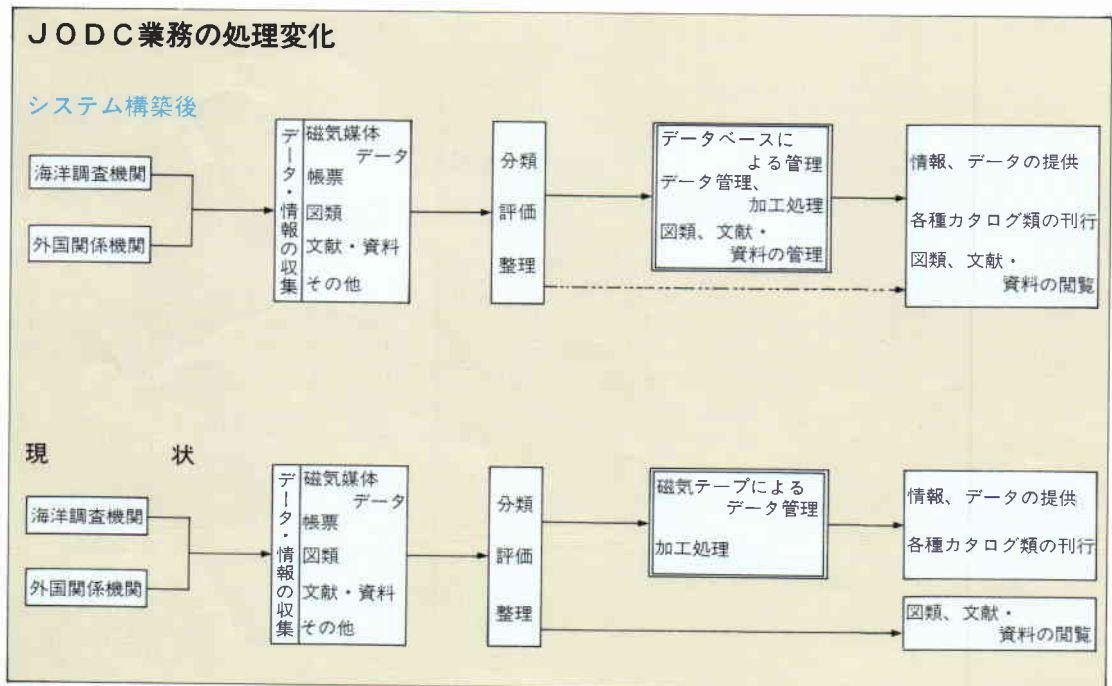 JODC業務の処理変化
システム構築後
海洋調査機関
外国関係機関
データ・情報の収集
磁気媒体
データ
帳票
図類
文献・資料
その他
分類
評価
整理
データベースに
よる管理
データ管理、
加工処理
図類、文献・
資料の管理
情報、データの提供
各種カタログ類の刊行
図類、文献・
資料の閲覧
現状
海洋調査機関
外国関係機関
データ・情報の収集
磁気媒体
データ
帳票
図類
文献・資料
その他
分類
評価
整理
磁気テープによる
データ管理
加工処理
情報、データの提供
各種カタログ類の刊行
図類、文献・
資料の閲覧